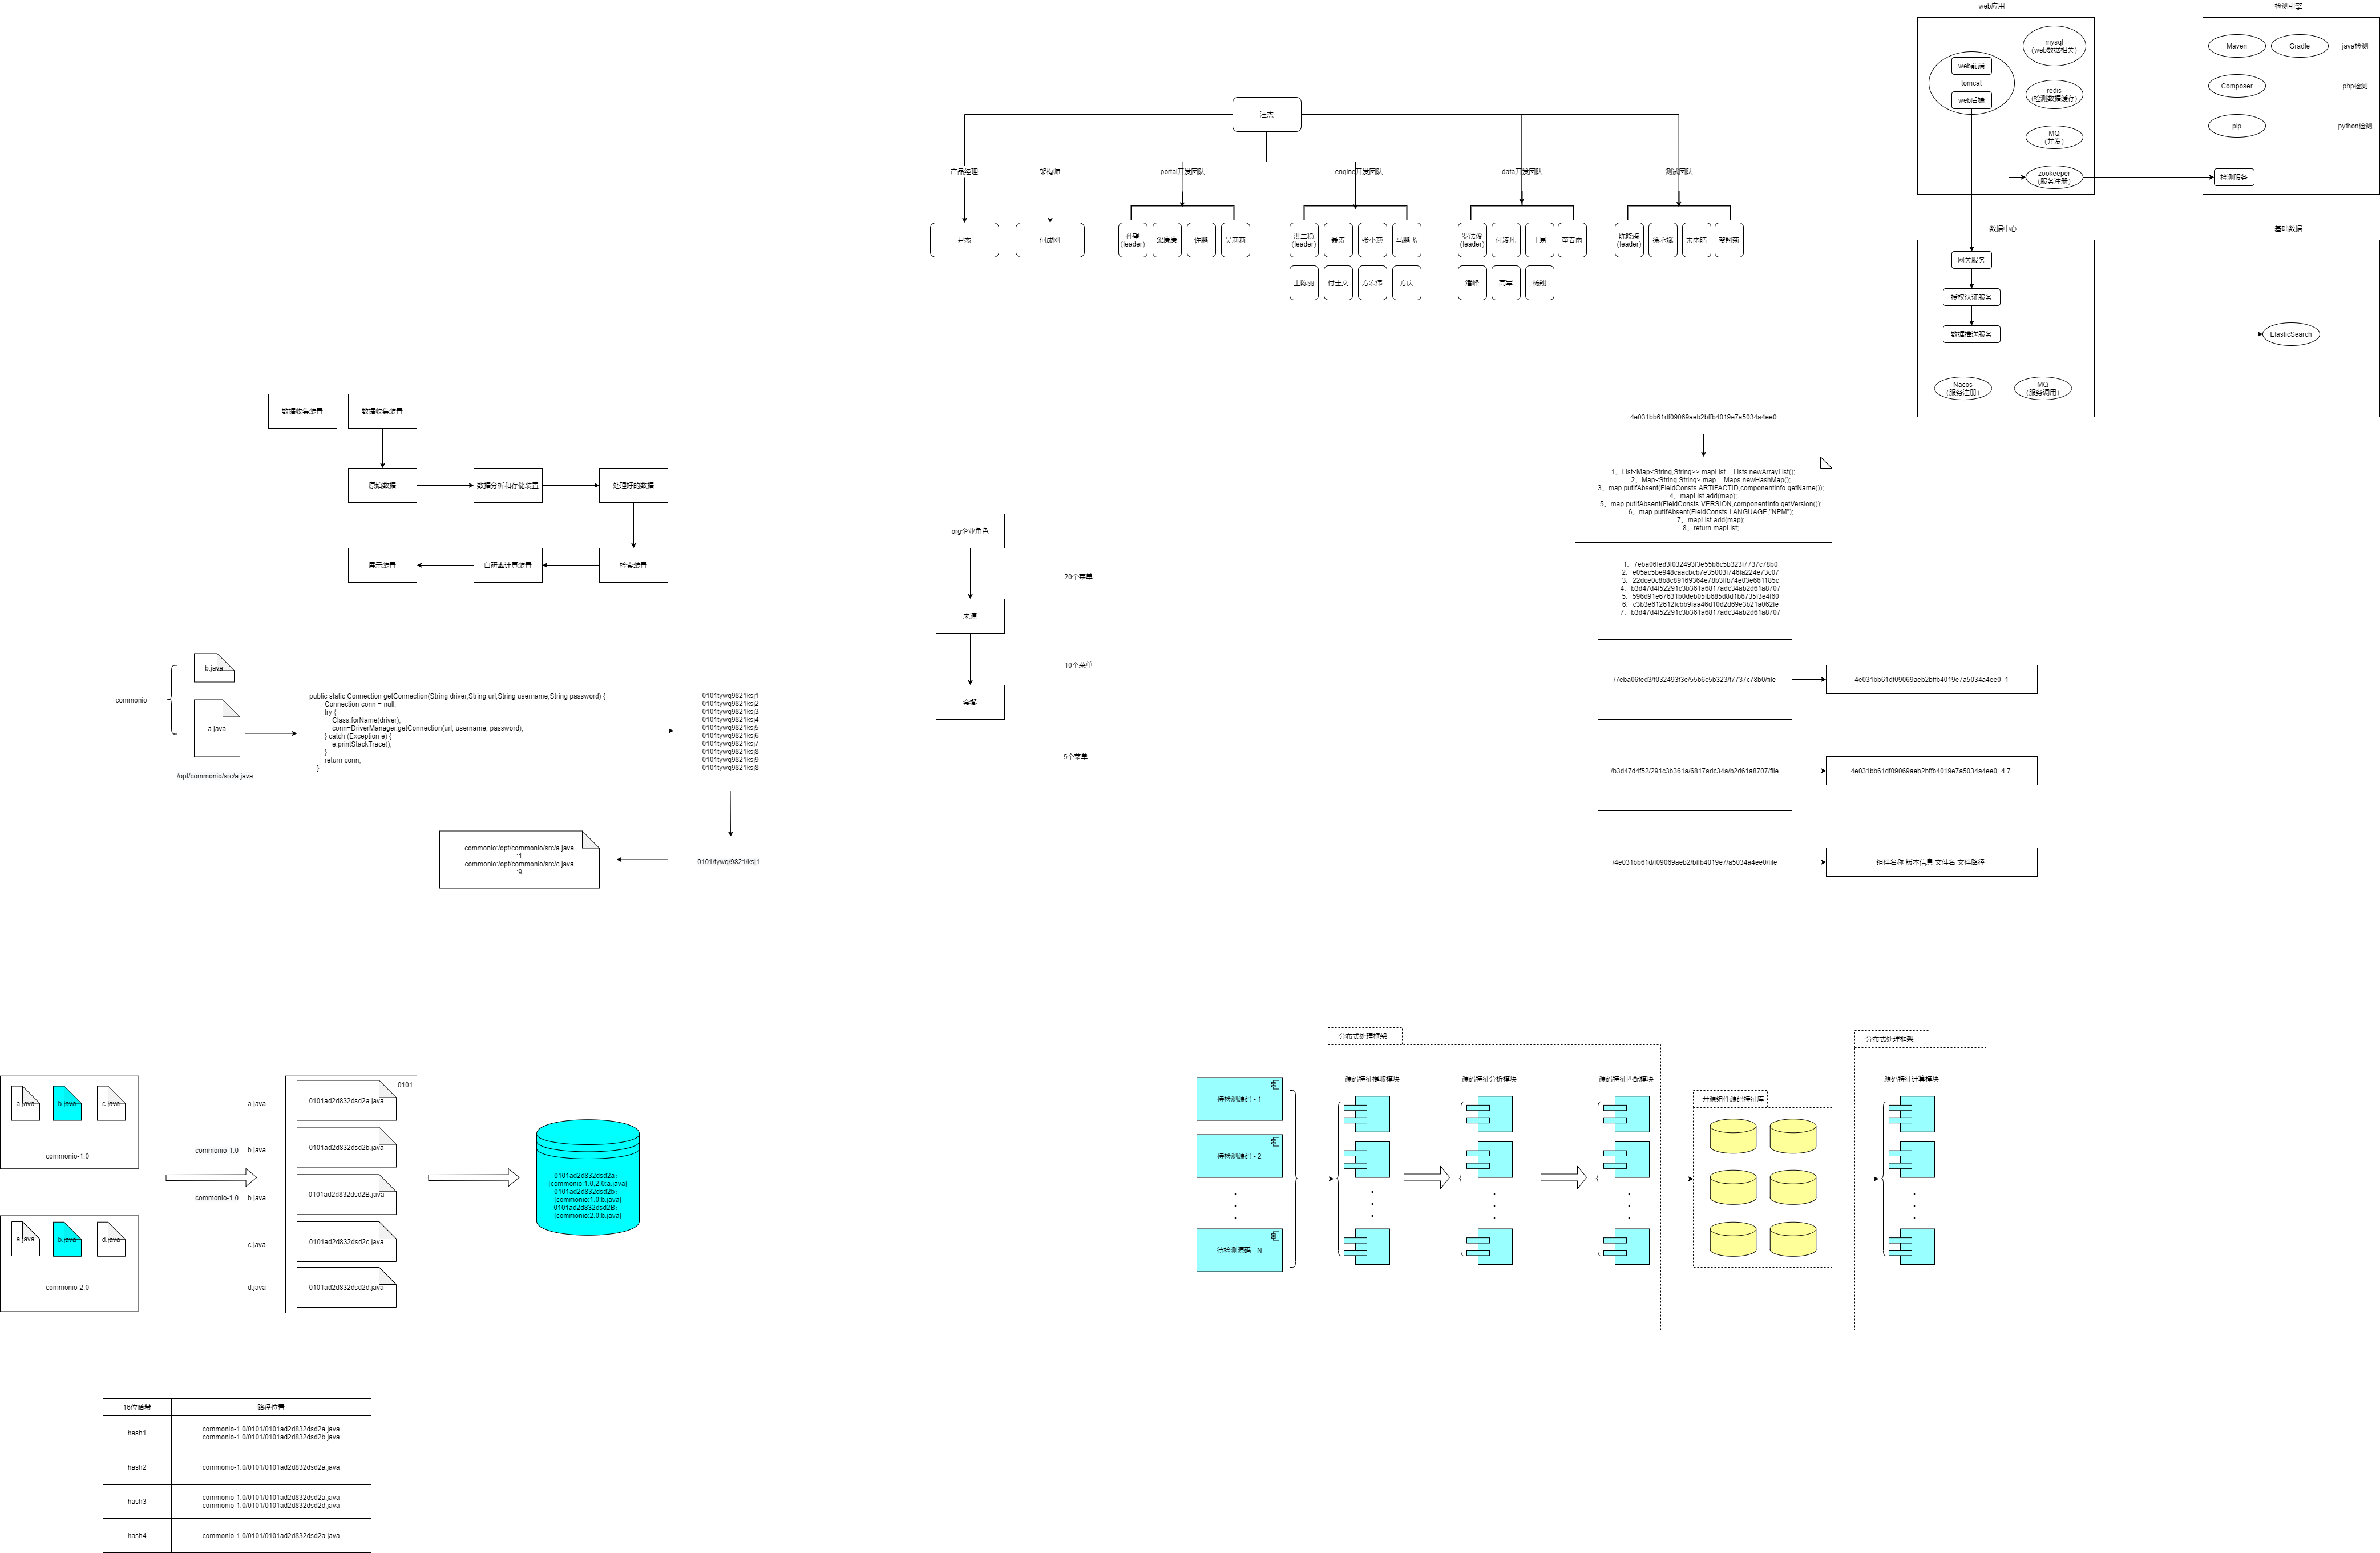 web应用
检测引擎
mysql
(web数据相关)
web前端
tomcat
web后端
redis
(检测数据缓存)
MQ
(并发)
zookeeper
(服务注册)
Maven
Gradle
java检测
Composer
php检测
pip
python检测
检测服务
汪杰
产品经理
架构师
portal开发团队
engine开发团队
data开发团队
测试团队
尹杰
何成刚
孙望
(leader)
梁康康
许鹏
吴莉莉
洪二稳
(leader)
聂涛
张小燕
马鹏飞
罗法俊
(leader)
付凌凡
王易
董春雨
陈晓虎
(leader)
徐永斌
宋雨晴
贺翔菊
王陈丽
付士文
方宏伟
方庆
潘峰
高军
杨翔
数据中心
基础数据
网关服务
授权认证服务
数据推送服务
ElasticSearch
Nacos
(服务注册)
MQ
(服务调用)
数据收集装置
数据收集装置
原始数据
数据分析和存储装置
处理好的数据
展示装置
自研率计算装置
检索装置
org企业角色
20个菜单
来源
10个菜单
套餐
5个菜单
4e031bb61df09069aeb2bffb4019e7a5034a4ee0
1、List<Map<String,String>> mapList = Lists.newArrayList();
2、Map<String,String> map = Maps.newHashMap();
3、map.putIfAbsent(FieldConsts.ARTIFACTID,componentInfo.getName());
4、mapList.add(map);
5、map.putIfAbsent(FieldConsts.VERSION,componentInfo.getVersion());
6、map.putIfAbsent(FieldConsts.LANGUAGE,"NPM");
7、mapList.add(map);
8、return mapList;
1、7eba06fed3f032493f3e55b6c5b323f7737c78b0
2、e05ac5be948caacbcb7e35003f746fa224e73c07
3、22dce0c8b8c89169364e78b3ffb74e03e661185c
4、b3d47d4f52291c3b361a6817adc34ab2d61a8707
5、596d91e67631b0deb05fb685d8d1b6735f3e4f60
6、c3b3e612612fcbb9faa46d10d2d69e3b21a062fe
7、b3d47d4f52291c3b361a6817adc34ab2d61a8707
/7eba06fed3/f032493f3e/55b6c5b323/f7737c78b0/file
4e031bb61df09069aeb2bffb4019e7a5034a4ee0 1
/b3d47d4f52/291c3b361a/6817adc34a/b2d61a8707/file
4e031bb61df09069aeb2bffb4019e7a5034a4ee0 4 7
/4e031bb61d/f09069aeb2/bffb4019e7/a5034a4ee0/file
组件名称 版本信息 文件名 文件路径
commonio
b.java
a.java
/opt/commonio/src/a.java
public static Connection getConnection(String driver,String url,String username,String password) {
Connection conn = null;
try {
Class.forName(driver);
conn=DriverManager.getConnection(url, username, password);
} catch (Exception e) {
e.printStackTrace();
}
return conn;
}
0101tywq9821ksj1
0101tywq9821ksj2
0101tywq9821ksj3
0101tywq9821ksj4
0101tywq9821ksj5
0101tywq9821ksj6
0101tywq9821ksj7
0101tywq9821ksj8
0101tywq9821ksj9
0101tywq9821ksj8
0101/tywq/9821/ksj1
commonio:/opt/commonio/src/a.java
:1
commonio:/opt/commonio/src/c.java
:9
a.java
b.java
c.java
commonio-1.0
a.java
b.java
d.java
commonio-2.0
a.java
commonio-1.0 b.java
commonio-1.0 b.java
c.java
d.java
0101
0101ad2d832dsd2a.java
0101ad2d832dsd2b.java
0101ad2d832dsd2B.java
0101ad2d832dsd2c.java
0101ad2d832dsd2d.java
0101ad2d832dsd2a:
{commonio:1.0,2.0:a.java}
0101ad2d832dsd2b:
{commonio:1.0:b.java}
0101ad2d832dsd2B:
{commonio:2.0:b.java}
待检测源码 - 1
待检测源码 - 2
待检测源码 - N
分布式处理框架
源码特征提取模块
源码特征分析模块
源码特征匹配模块
开源组件源码特征库
分布式处理框架
源码特征计算模块
16位哈希
路径位置
hash1
commonio-1.0/0101/0101ad2d832dsd2a.java
commonio-1.0/0101/0101ad2d832dsd2b.java
hash2
commonio-1.0/0101/0101ad2d832dsd2a.java
hash3
commonio-1.0/0101/0101ad2d832dsd2a.java
commonio-1.0/0101/0101ad2d832dsd2d.java
hash4
commonio-1.0/0101/0101ad2d832dsd2a.java